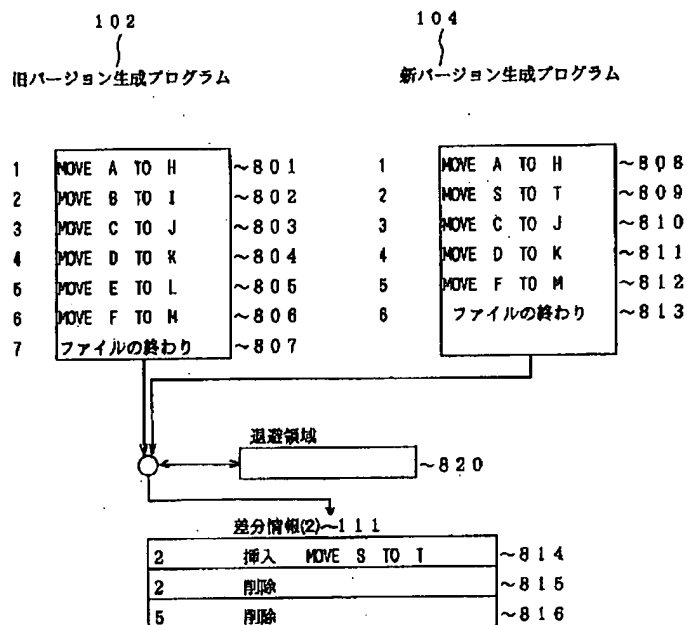 102
104
旧バージョン生成プログラム
新バージョン生成プログラム
1 MOVE A TO H ~801
2 MOVE B TO I ~802
3 MOVE C TO J ~803
4 MOVE D TO K ~804
5 MOVE E TO L ~805
6 MOVE F TO M ~806
7 ファイルの終わり ~807
1 MOVE A TO H ~808
2 MOVE S TO T ~809
3 MOVE C TO J ~810
4 MOVE D TO K ~811
5 MOVE F TO M ~812
6 ファイルの終わり ~813
退避領域
~820
差分情報(2)~111
2 挿入 MOVE S TO T ~814
2 削除 ~815
5 削除 ~816